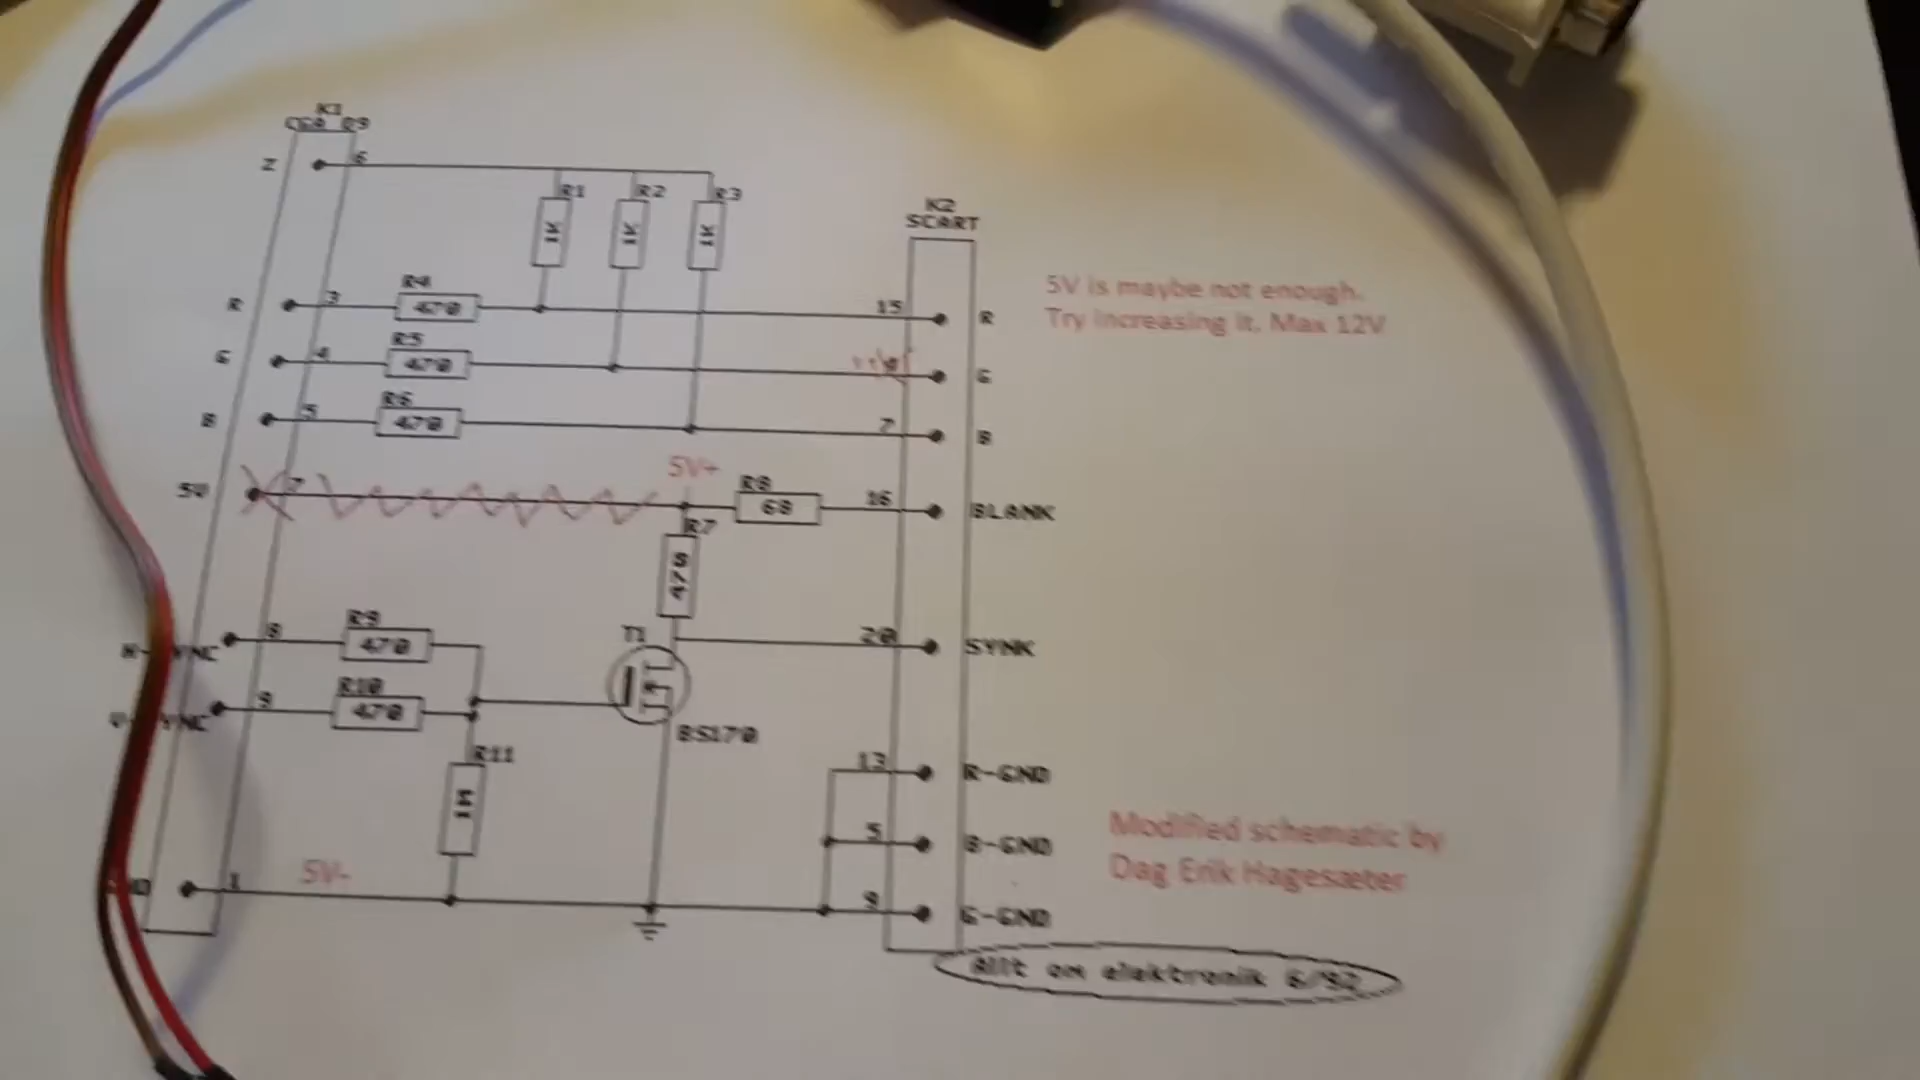 K1
CGA D9
Z 6
R1 R2 R3
1K 1K 1K
K2
SCART
R4
R 3 470 15 R
5V is maybe not enough.
Try increasing it. Max 12V
R5
G 4 470 G
R6
B 5 470 7 B
5V+
5V 7 R8 68 16 BLANK
R7
470
R9
8 470
T1
20 SYNK
R10
9 470
BS170
R11
1M
13 R-GND
5 B-GND
Modified schematic by
Dag Erik Hagesæter
5V-
1 9 G-GND
Allt om elektronik 6/92